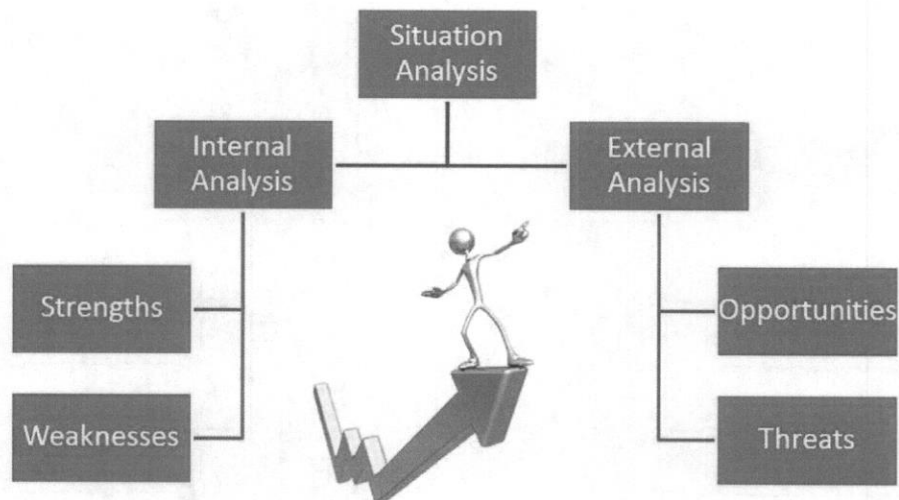 Situation
Analysis
Internal
Analysis
External
Analysis
Strengths
Opportunities
Weaknesses
Threats